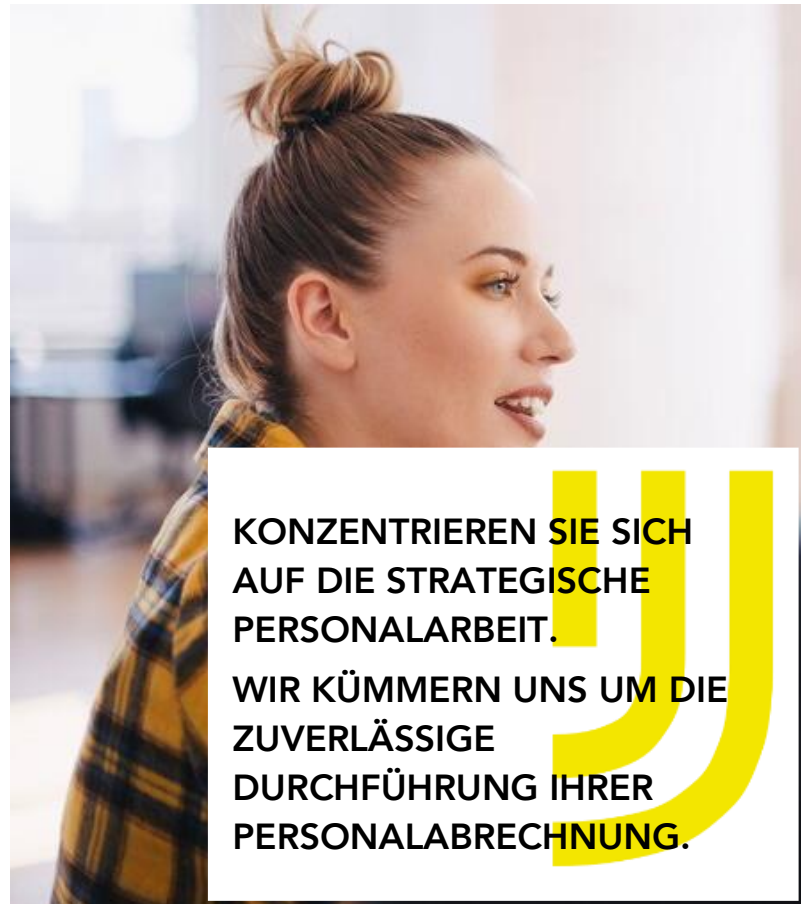 KONZENTRIEREN SIE SICH
AUF DIE STRATEGISCHE
PERSONALARBEIT.
WIR KÜMMERN UNS UM DIE
ZUVERLÄSSIGE
DURCHFÜHRUNG IHRER
PERSONALABRECHNUNG.